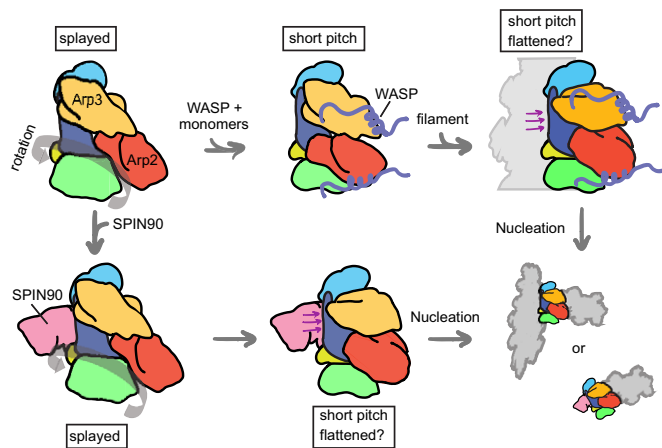 splayed
short pitch
short pitch
flattened?
Arp3
WASP
WASP +
monomers
filament
rotation
Arp2
SPIN90
Nucleation
SPIN90
Nucleation
or
short pitch
flattened?
splayed